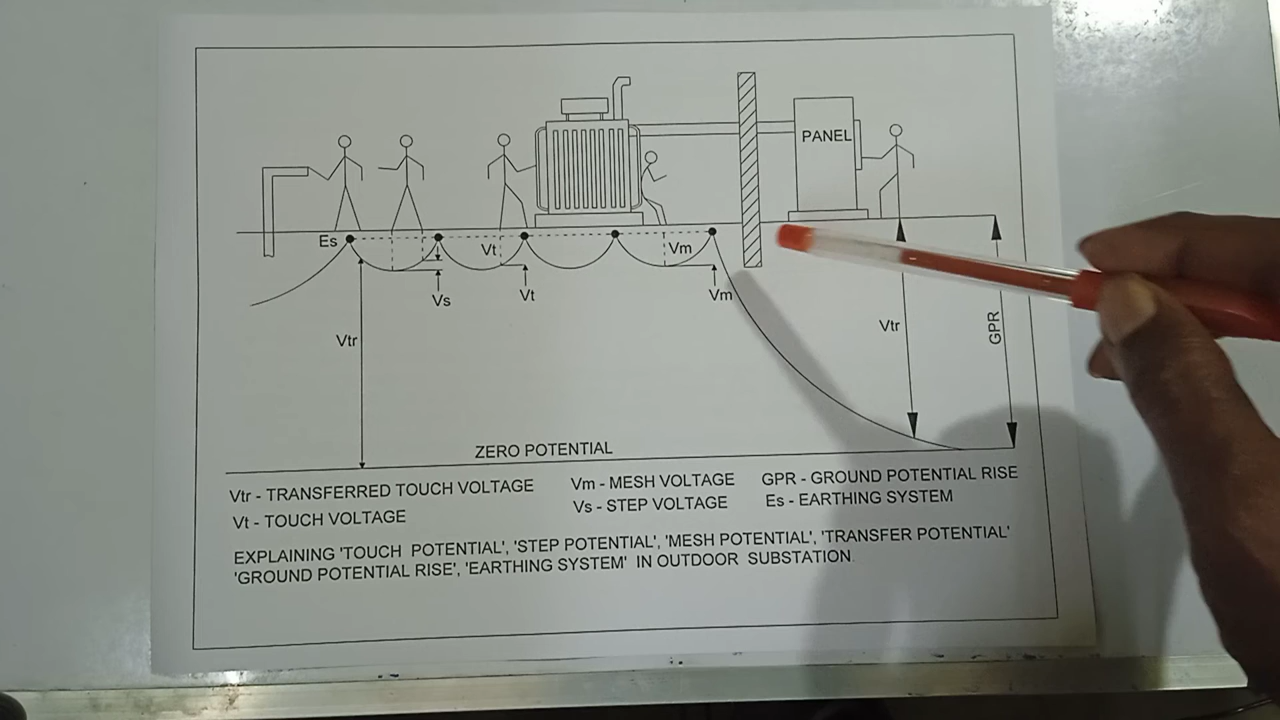 PANEL
Es
Vt
Vm
Vs
Vt
Vm
Vtr
Vtr
GPR
ZERO POTENTIAL
Vtr - TRANSFERRED TOUCH VOLTAGE
Vm - MESH VOLTAGE
GPR - GROUND POTENTIAL RISE
Vt - TOUCH VOLTAGE
Vs - STEP VOLTAGE
Es - EARTHING SYSTEM
EXPLAINING 'TOUCH POTENTIAL', 'STEP POTENTIAL', 'MESH POTENTIAL', 'TRANSFER POTENTIAL'
'GROUND POTENTIAL RISE', 'EARTHING SYSTEM' IN OUTDOOR SUBSTATION